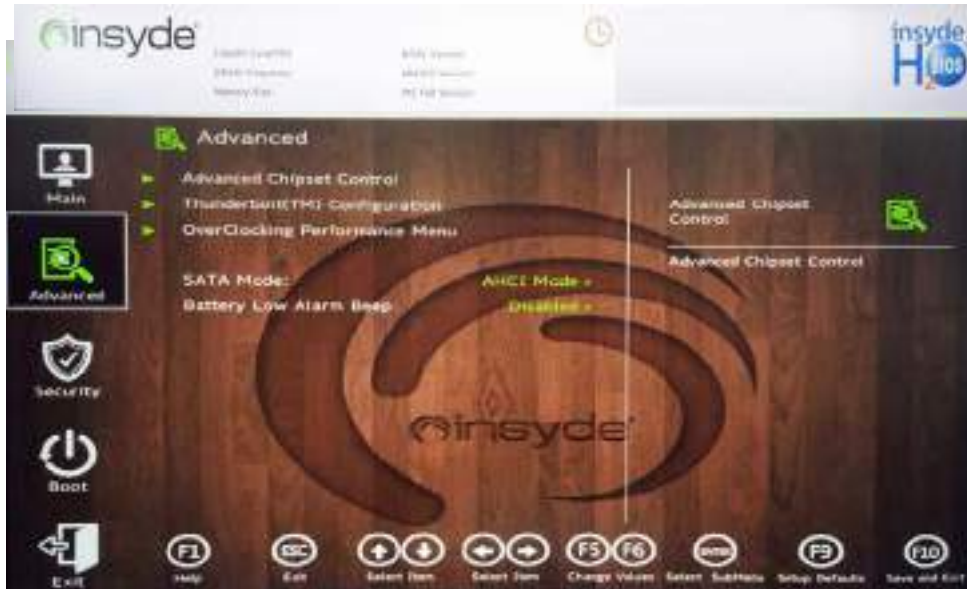 insyde
insyde
H2O BIOS
Advanced
Main
Advanced Chipset Control
Thunderbolt(TM) Configuration
OverClocking Performance Menu
SATA Mode: AHCI Mode
Battery Low Alarm Beep Disabled
Advanced Chipset Control
Advanced Chipset Control
Advanced
Security
Boot
Exit
insyde
F1 Help
ESC Exit
Select Item
Select Item
F5 F6 Change Values
ENTER Select SubMenu
F9 Setup Defaults
F10 Save and Exit